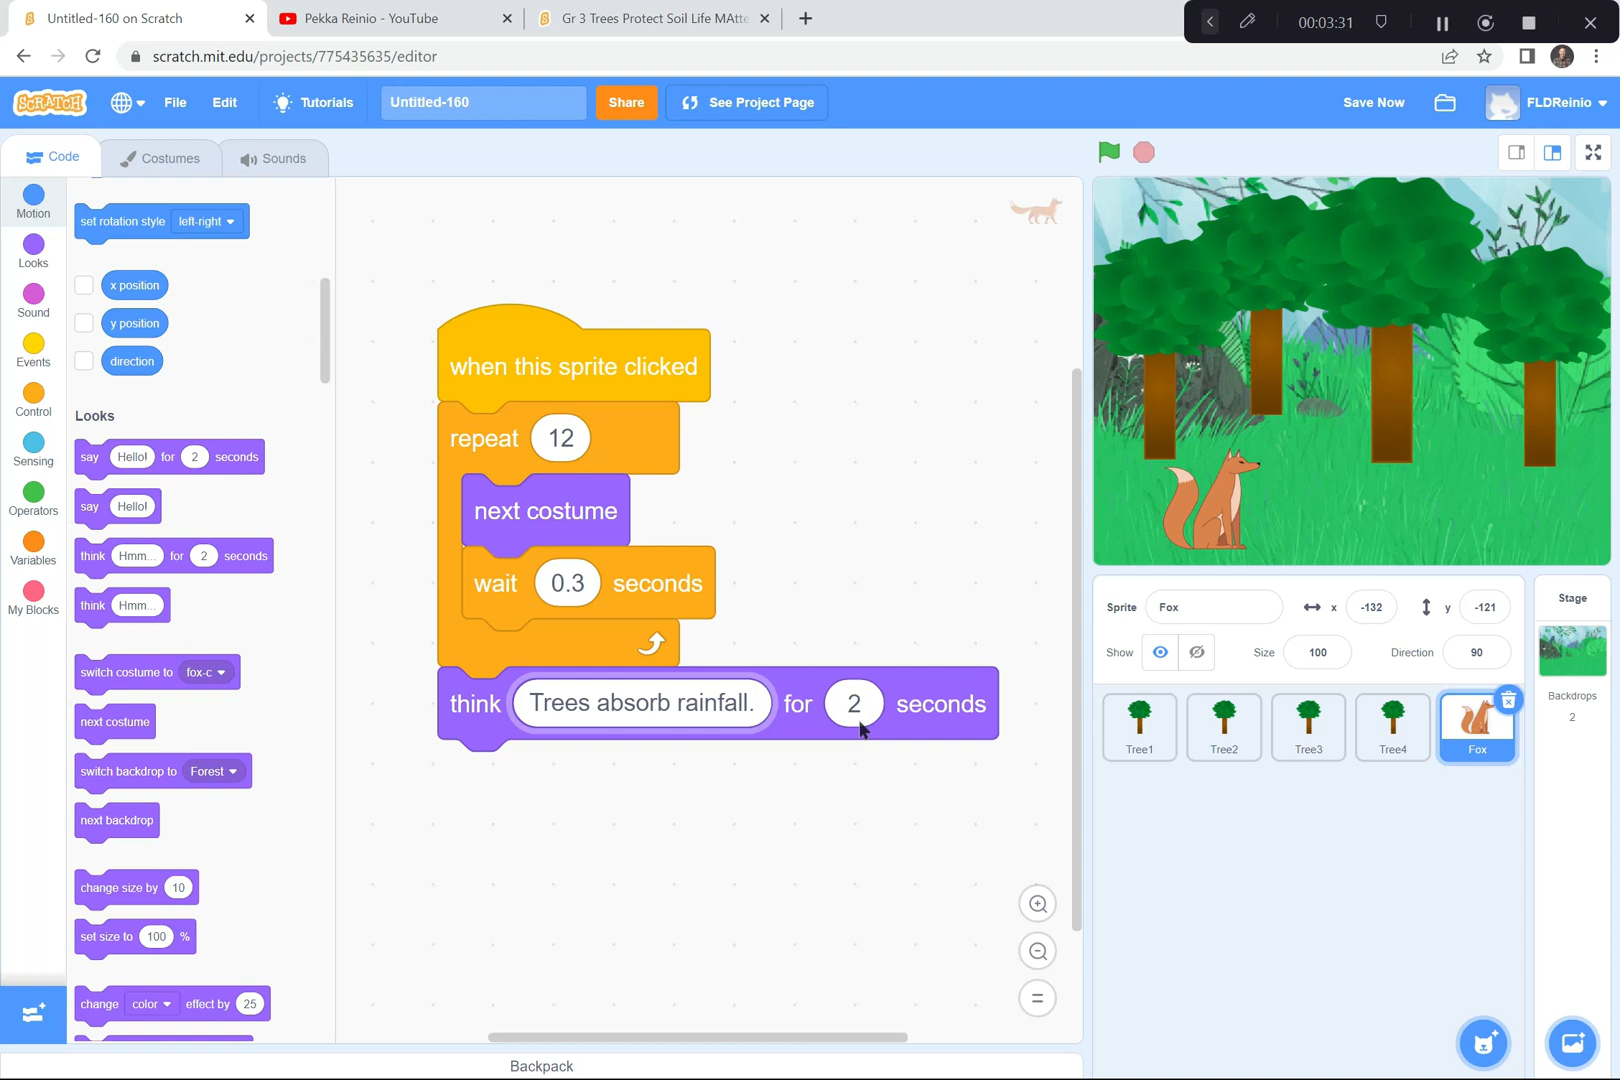 Untitled-160 on Scratch
Pekka Reinio - YouTube
Gr 3 Trees Protect Soil Life MAtte
00:03:31
scratch.mit.edu/projects/775435635/editor
SCRATCH
File
Edit
Tutorials
Untitled-160
Share
See Project Page
Save Now
FLDReinio
Code
Costumes
Sounds
Motion
Looks
Sound
Events
Control
Sensing
Operators
Variables
My Blocks
set rotation style left-right
x position
y position
direction
Looks
say Hello! for 2 seconds
say Hello!
think Hmm... for 2 seconds
think Hmm...
switch costume to fox-c
next costume
switch backdrop to Forest
next backdrop
change size by 10
set size to 100 %
change color effect by 25
when this sprite clicked
repeat 12
next costume
wait 0.3 seconds
think Trees absorb rainfall. for 2 seconds
Backpack
Sprite Fox x -132 y -121
Show Size 100 Direction 90
Tree1
Tree2
Tree3
Tree4
Fox
Stage
Backdrops
2